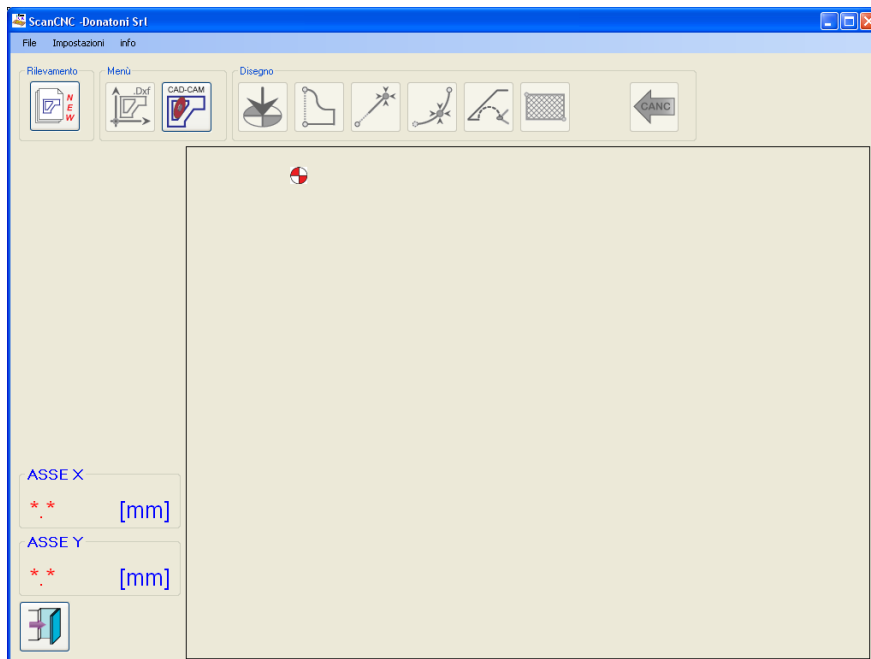 ScanCNC -Donatoni Srl
File Impostazioni info
Rilevamento Menù Disegno
NEW .Dxf CAD-CAM CANC
ASSE X
*.* [mm]
ASSE Y
*.* [mm]